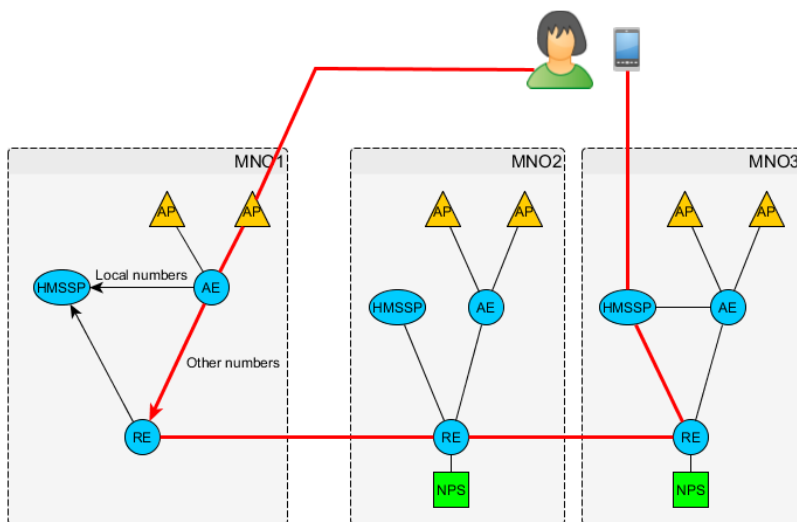 MNO1
MNO2
MNO3
AP
AP
AP
AP
AP
AP
HMSSP
Local numbers
AE
HMSSP
AE
HMSSP
AE
Other numbers
RE
RE
RE
NPS
NPS